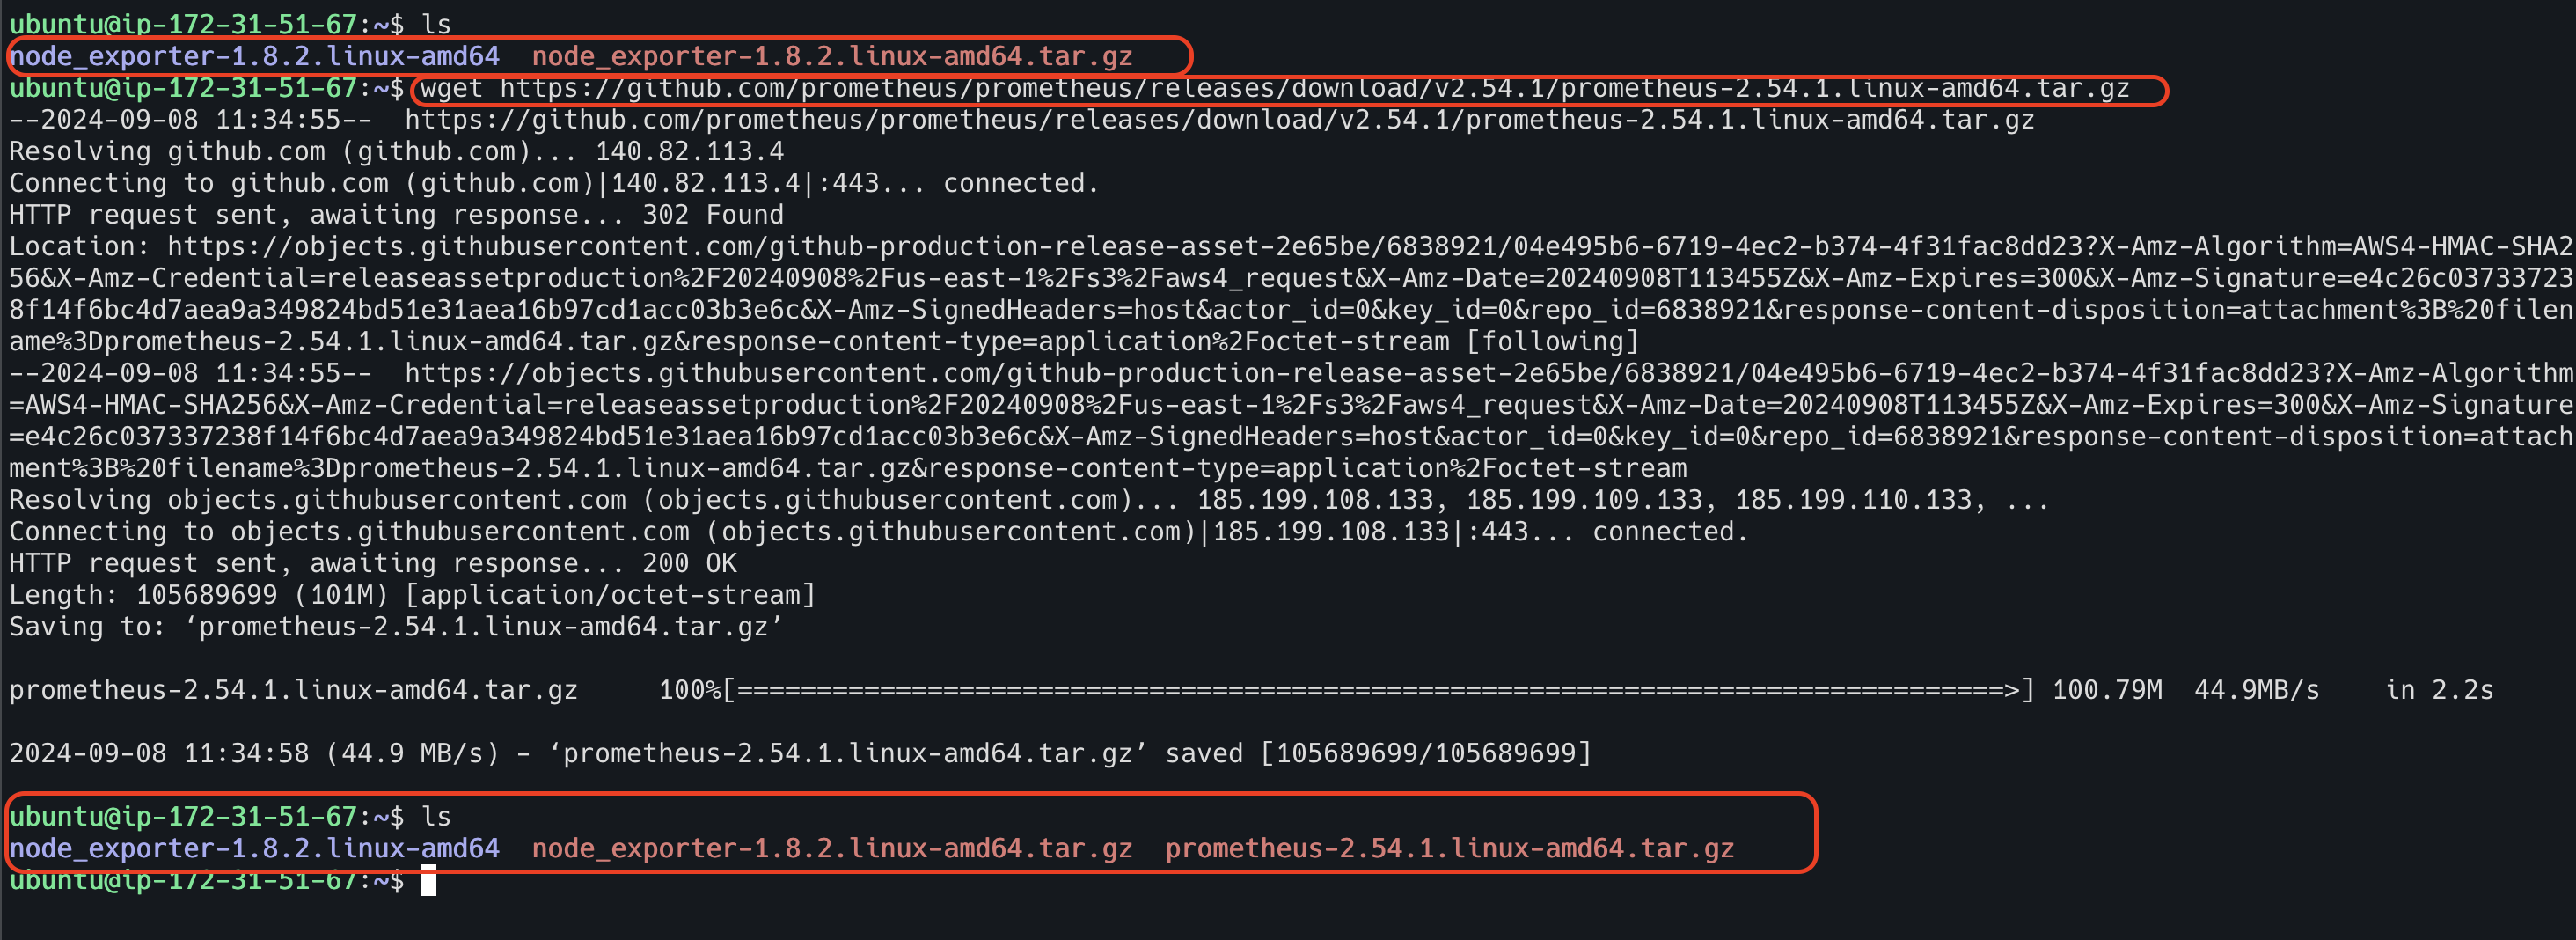 ubuntu@ip-172-31-51-67:~$ ls
node_exporter-1.8.2.linux-amd64  node_exporter-1.8.2.linux-amd64.tar.gz
ubuntu@ip-172-31-51-67:~$ wget https://github.com/prometheus/prometheus/releases/download/v2.54.1/prometheus-2.54.1.linux-amd64.tar.gz
--2024-09-08 11:34:55--  https://github.com/prometheus/prometheus/releases/download/v2.54.1/prometheus-2.54.1.linux-amd64.tar.gz
Resolving github.com (github.com)... 140.82.113.4
Connecting to github.com (github.com)|140.82.113.4|:443... connected.
HTTP request sent, awaiting response... 302 Found
Location: https://objects.githubusercontent.com/github-production-release-asset-2e65be/6838921/04e495b6-6719-4ec2-b374-4f31fac8dd23?X-Amz-Algorithm=AWS4-HMAC-SHA2
56&X-Amz-Credential=releaseassetproduction%2F20240908%2Fus-east-1%2Fs3%2Faws4_request&X-Amz-Date=20240908T113455Z&X-Amz-Expires=300&X-Amz-Signature=e4c26c03733723
8f14f6bc4d7aea9a349824bd51e31aea16b97cd1acc03b3e6c&X-Amz-SignedHeaders=host&actor_id=0&key_id=0&repo_id=6838921&response-content-disposition=attachment%3B%20filen
ame%3Dprometheus-2.54.1.linux-amd64.tar.gz&response-content-type=application%2Foctet-stream [following]
--2024-09-08 11:34:55--  https://objects.githubusercontent.com/github-production-release-asset-2e65be/6838921/04e495b6-6719-4ec2-b374-4f31fac8dd23?X-Amz-Algorithm
=AWS4-HMAC-SHA256&X-Amz-Credential=releaseassetproduction%2F20240908%2Fus-east-1%2Fs3%2Faws4_request&X-Amz-Date=20240908T113455Z&X-Amz-Expires=300&X-Amz-Signature
=e4c26c037337238f14f6bc4d7aea9a349824bd51e31aea16b97cd1acc03b3e6c&X-Amz-SignedHeaders=host&actor_id=0&key_id=0&repo_id=6838921&response-content-disposition=attach
ment%3B%20filename%3Dprometheus-2.54.1.linux-amd64.tar.gz&response-content-type=application%2Foctet-stream
Resolving objects.githubusercontent.com (objects.githubusercontent.com)... 185.199.108.133, 185.199.109.133, 185.199.110.133, ...
Connecting to objects.githubusercontent.com (objects.githubusercontent.com)|185.199.108.133|:443... connected.
HTTP request sent, awaiting response... 200 OK
Length: 105689699 (101M) [application/octet-stream]
Saving to: ‘prometheus-2.54.1.linux-amd64.tar.gz’
prometheus-2.54.1.linux-amd64.tar.gz     100%[================================================================================>] 100.79M  44.9MB/s    in 2.2s
2024-09-08 11:34:58 (44.9 MB/s) - ‘prometheus-2.54.1.linux-amd64.tar.gz’ saved [105689699/105689699]
ubuntu@ip-172-31-51-67:~$ ls
node_exporter-1.8.2.linux-amd64  node_exporter-1.8.2.linux-amd64.tar.gz  prometheus-2.54.1.linux-amd64.tar.gz
ubuntu@ip-172-31-51-67:~$